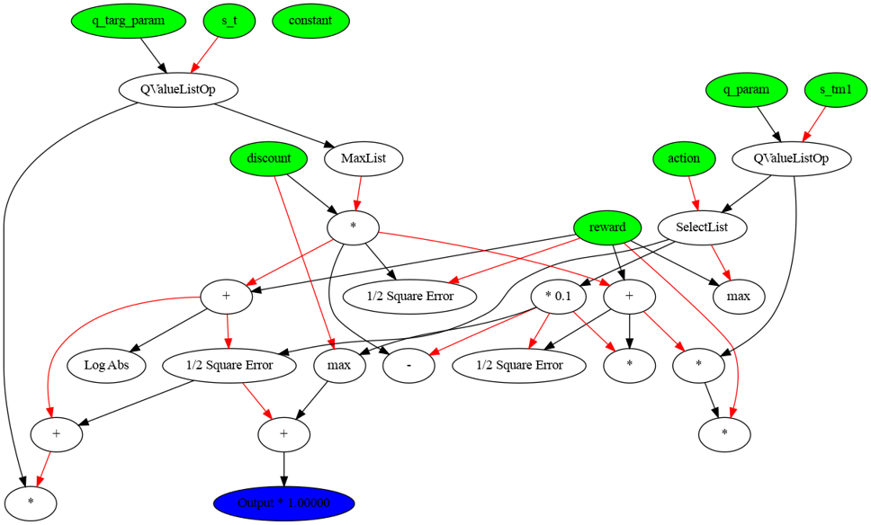 q_targ_param
s_t
constant
QValueListOp
q_param
s_tm1
discount
MaxList
action
QValueListOp
*
reward
SelectList
+
1/2 Square Error
* 0.1
+
max
Log Abs
1/2 Square Error
max
-
1/2 Square Error
*
*
+
+
*
*
Output * 1.00000